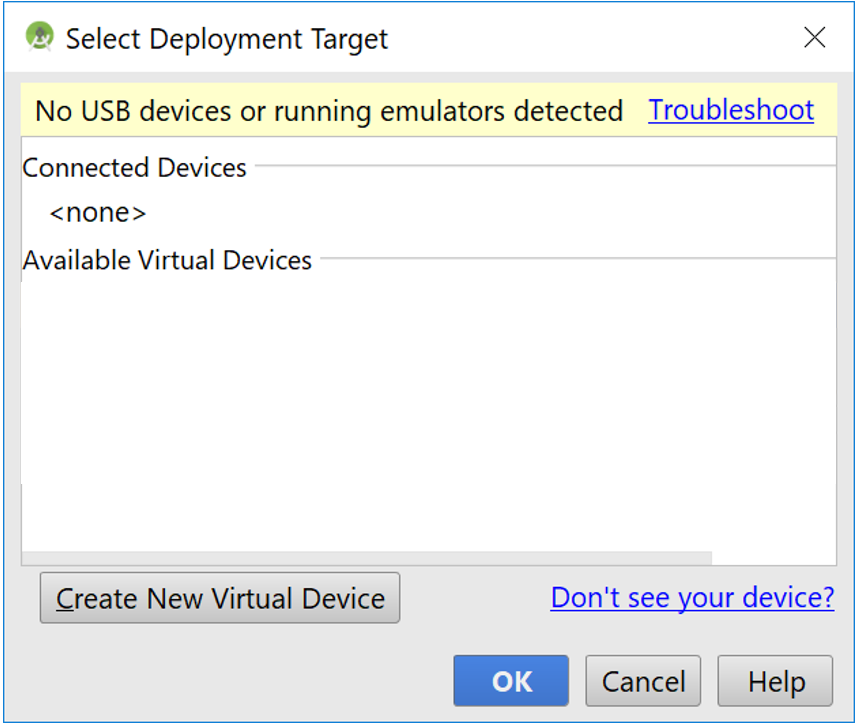 Select Deployment Target
No USB devices or running emulators detected Troubleshoot
Connected Devices
<none>
Available Virtual Devices
Create New Virtual Device Don't see your device?
OK Cancel Help